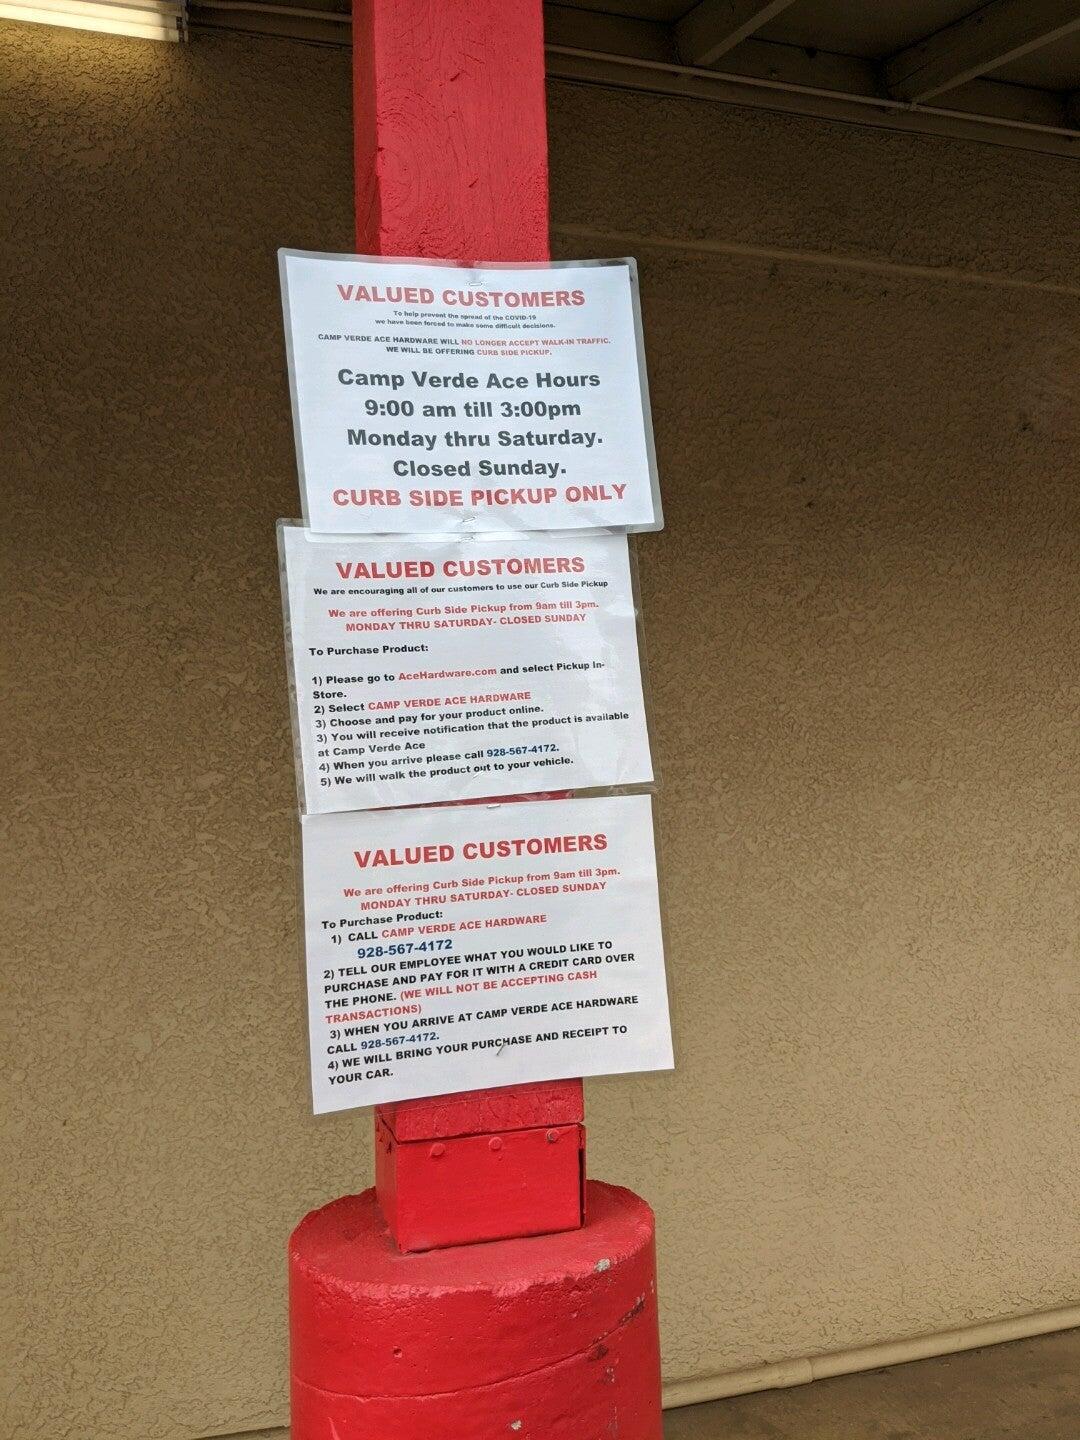 VALUED CUSTOMERS
To help prevent the spread of the COVID-19
we have been forced to make some difficult decisions.
CAMP VERDE ACE HARDWARE WILL NO LONGER ACCEPT WALK-IN TRAFFIC.
WE WILL BE OFFERING CURB SIDE PICKUP.
Camp Verde Ace Hours
9:00 am till 3:00pm
Monday thru Saturday.
Closed Sunday.
CURB SIDE PICKUP ONLY
VALUED CUSTOMERS
We are encouraging all of our customers to use our Curb Side Pickup
We are offering Curb Side Pickup from 9am till 3pm.
MONDAY THRU SATURDAY- CLOSED SUNDAY
To Purchase Product:
1) Please go to AceHardware.com and select Pickup In-
Store.
2) Select CAMP VERDE ACE HARDWARE
3) Choose and pay for your product online.
3) You will receive notification that the product is available
at Camp Verde Ace
4) When you arrive please call 928-567-4172.
5) We will walk the product out to your vehicle.
VALUED CUSTOMERS
We are offering Curb Side Pickup from 9am till 3pm.
MONDAY THRU SATURDAY- CLOSED SUNDAY
To Purchase Product:
1) CALL CAMP VERDE ACE HARDWARE
928-567-4172
2) TELL OUR EMPLOYEE WHAT YOU WOULD LIKE TO
PURCHASE AND PAY FOR IT WITH A CREDIT CARD OVER
THE PHONE. (WE WILL NOT BE ACCEPTING CASH
TRANSACTIONS)
3) WHEN YOU ARRIVE AT CAMP VERDE ACE HARDWARE
CALL 928-567-4172.
4) WE WILL BRING YOUR PURCHASE AND RECEIPT TO
YOUR CAR.